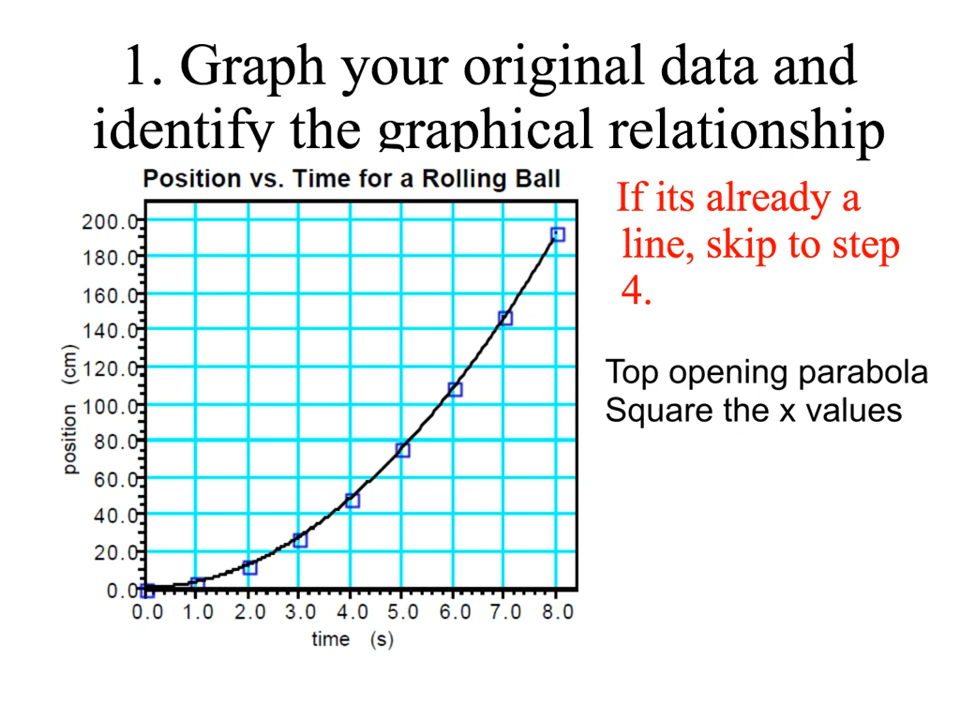 1. Graph your original data and
identify the graphical relationship
Position vs. Time for a Rolling Ball
If its already a
line, skip to step
4.
Top opening parabola
Square the x values
position (cm)
200.0
180.0
160.0
140.0
120.0
100.0
80.0
60.0
40.0
20.0
0.0
0.0 1.0 2.0 3.0 4.0 5.0 6.0 7.0 8.0
time (s)